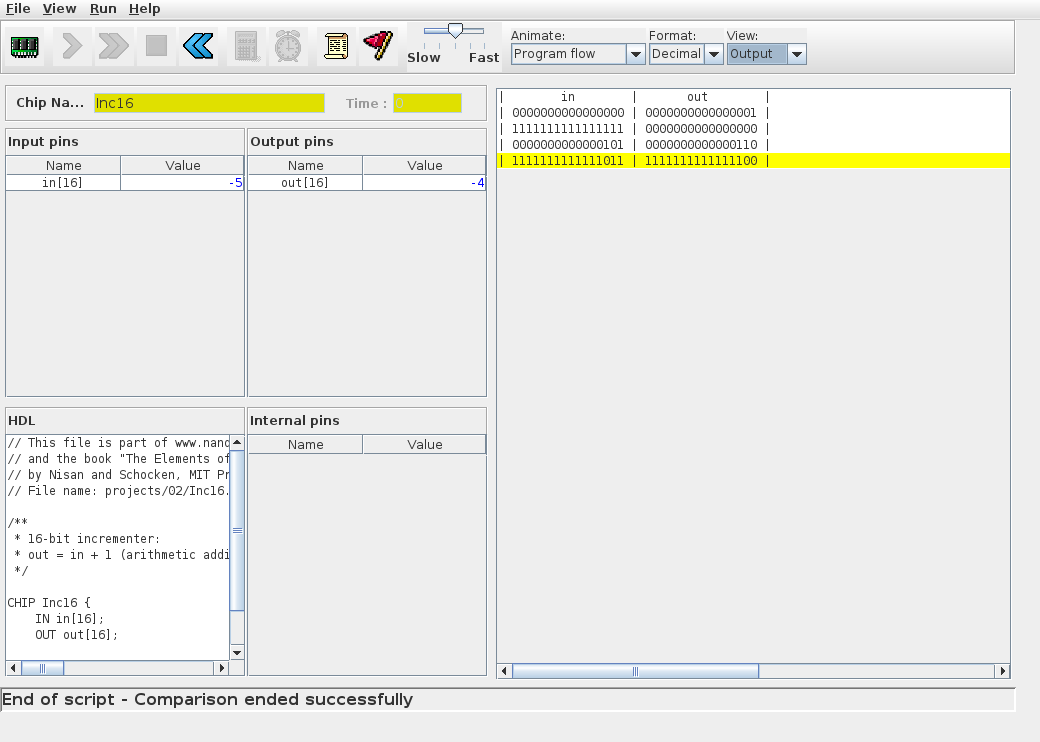 File View Run Help
Slow Fast
Animate:
Program flow
Format:
Decimal
View:
Output
Chip Na... Inc16 Time : 0
Input pins
Name Value
in[16] -5
Output pins
Name Value
out[16] -4
HDL
// This file is part of www.nand
// and the book "The Elements of
// by Nisan and Schocken, MIT Pr
// File name: projects/02/Inc16.
/**
* 16-bit incrementer:
* out = in + 1 (arithmetic addi
*/
CHIP Inc16 {
IN in[16];
OUT out[16];
Internal pins
Name Value
| in | out |
| 0000000000000000 | 0000000000000001 |
| 1111111111111111 | 0000000000000000 |
| 0000000000000101 | 0000000000000110 |
| 1111111111111011 | 1111111111111100 |
End of script - Comparison ended successfully